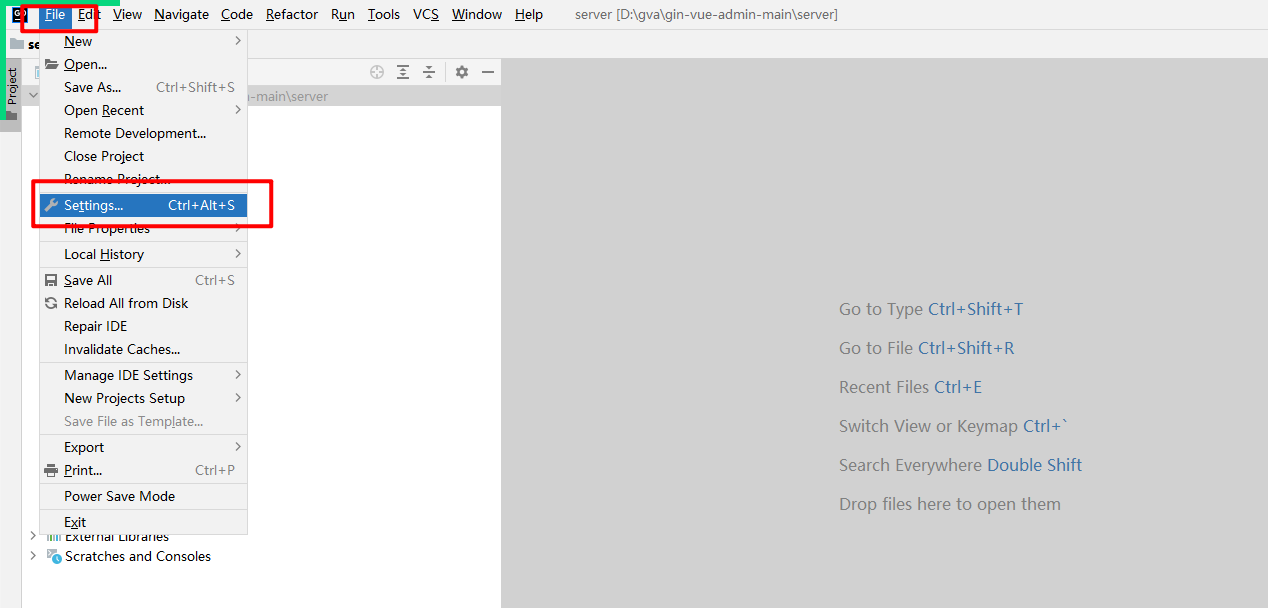 GO File Edit View Navigate Code Refactor Run Tools VCS Window Help server [D:\gva\gin-vue-admin-main\server]
se
Project
-main\server
New
Open...
Save As... Ctrl+Shift+S
Open Recent
Remote Development...
Close Project
Rename Project...
Settings... Ctrl+Alt+S
File Properties
Local History
Save All Ctrl+S
Reload All from Disk
Repair IDE
Invalidate Caches...
Manage IDE Settings
New Projects Setup
Save File as Template...
Export
Print... Ctrl+P
Power Save Mode
Exit
External Libraries
Scratches and Consoles
Go to Type Ctrl+Shift+T
Go to File Ctrl+Shift+R
Recent Files Ctrl+E
Switch View or Keymap Ctrl+`
Search Everywhere Double Shift
Drop files here to open them